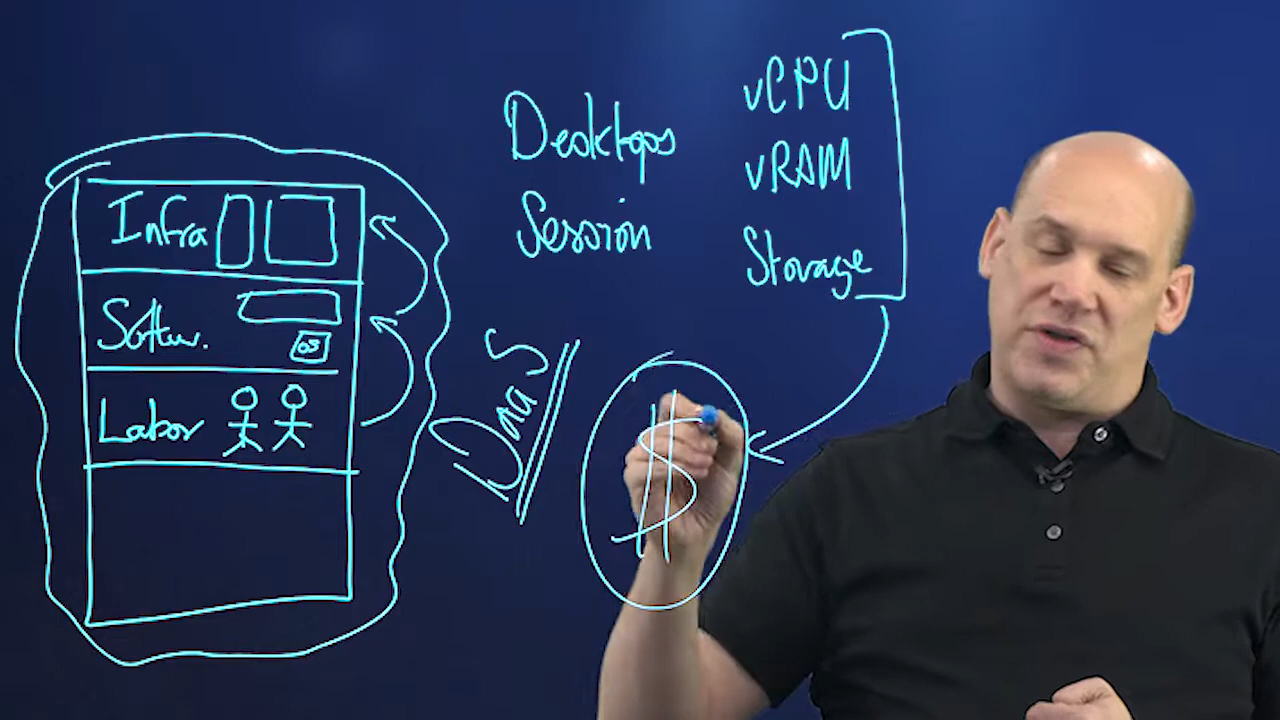 Infra
Softw.
OS
Labor
DaaS
Desktops
Session
vCPU
vRAM
Storage
$